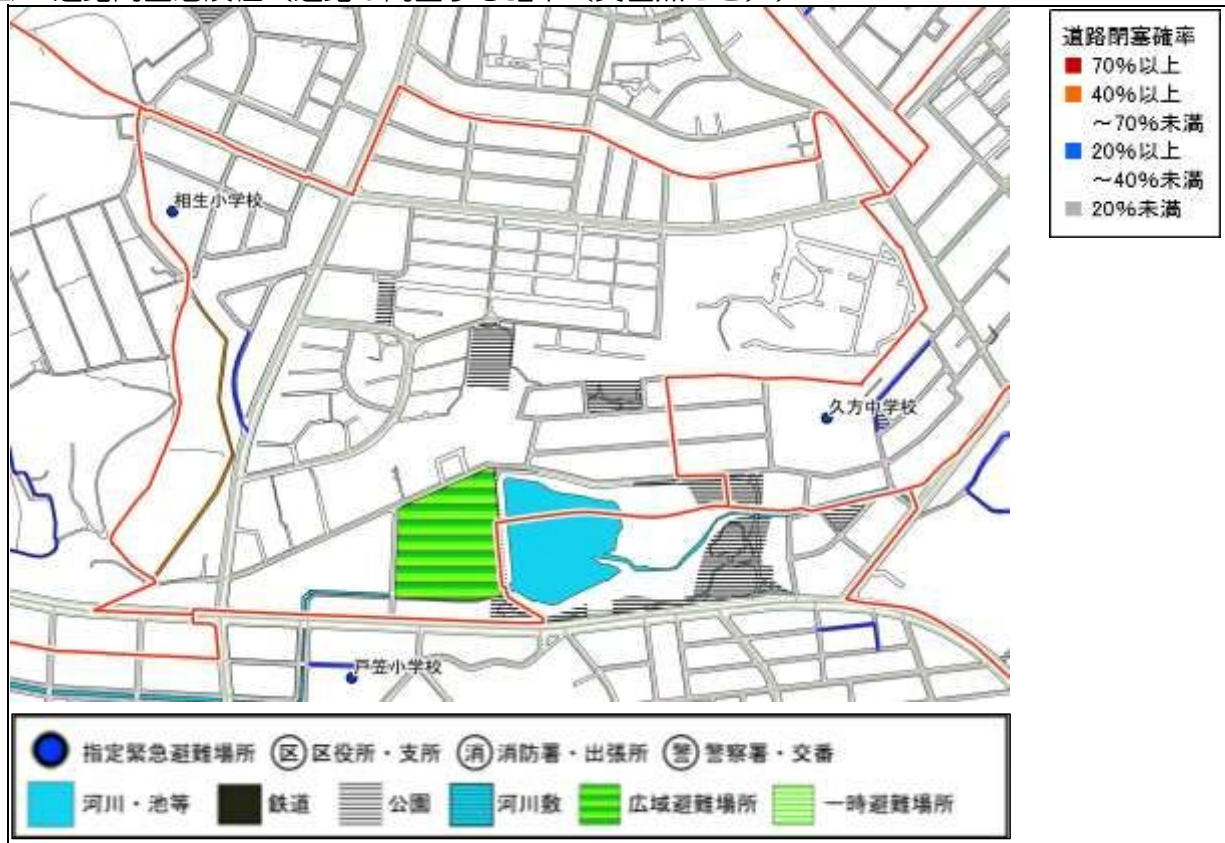 道路閉塞確率
70%以上
40%以上
～70%未満
20%以上
～40%未満
20%未満
相生小学校
久方中学校
戸笠小学校
指定緊急避難場所 区 区役所・支所 消 消防署・出張所 警 警察署・交番
河川・池等 鉄道 公園 河川敷 広域避難場所 一時避難場所